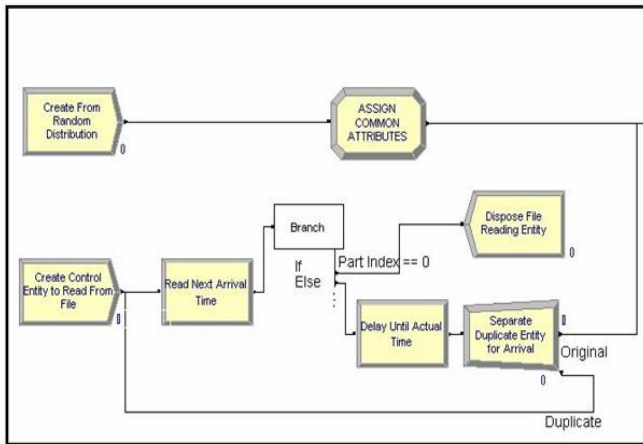 Create From
Random
Distribution
0
ASSIGN
COMMON
ATTRIBUTES
Branch
Dispose File
Reading Entity
0
If
Part Index == 0
Else
Create Control
Entity to Read From
File
0
Read Next Arrival
Time
Delay Until Actual
Time
Separate
Duplicate Entity
for Arrival
0
Original
0
Duplicate